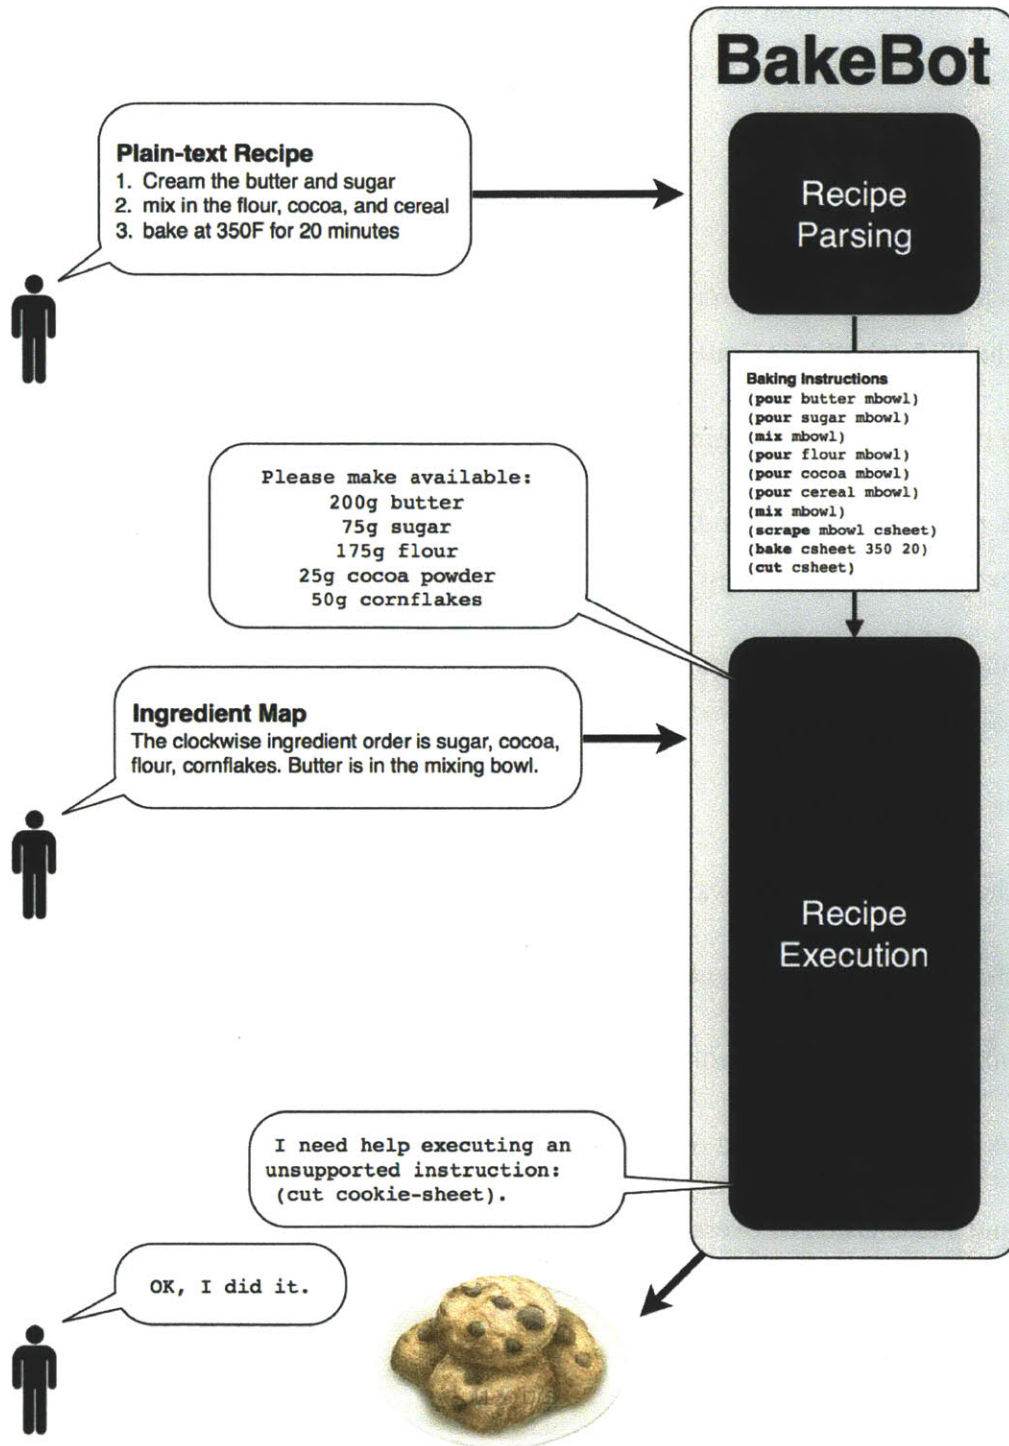 BakeBot
Plain-text Recipe
1. Cream the butter and sugar
2. mix in the flour, cocoa, and cereal
3. bake at 350F for 20 minutes
Recipe
Parsing
Baking Instructions
(pour butter mbowl)
(pour sugar mbowl)
(mix mbowl)
(pour flour mbowl)
(pour cocoa mbowl)
(pour cereal mbowl)
(mix mbowl)
(scrape mbowl csheet)
(bake csheet 350 20)
(cut csheet)
Please make available:
200g butter
75g sugar
175g flour
25g cocoa powder
50g cornflakes
Ingredient Map
The clockwise ingredient order is sugar, cocoa,
flour, cornflakes. Butter is in the mixing bowl.
Recipe
Execution
I need help executing an
unsupported instruction:
(cut cookie-sheet).
OK, I did it.